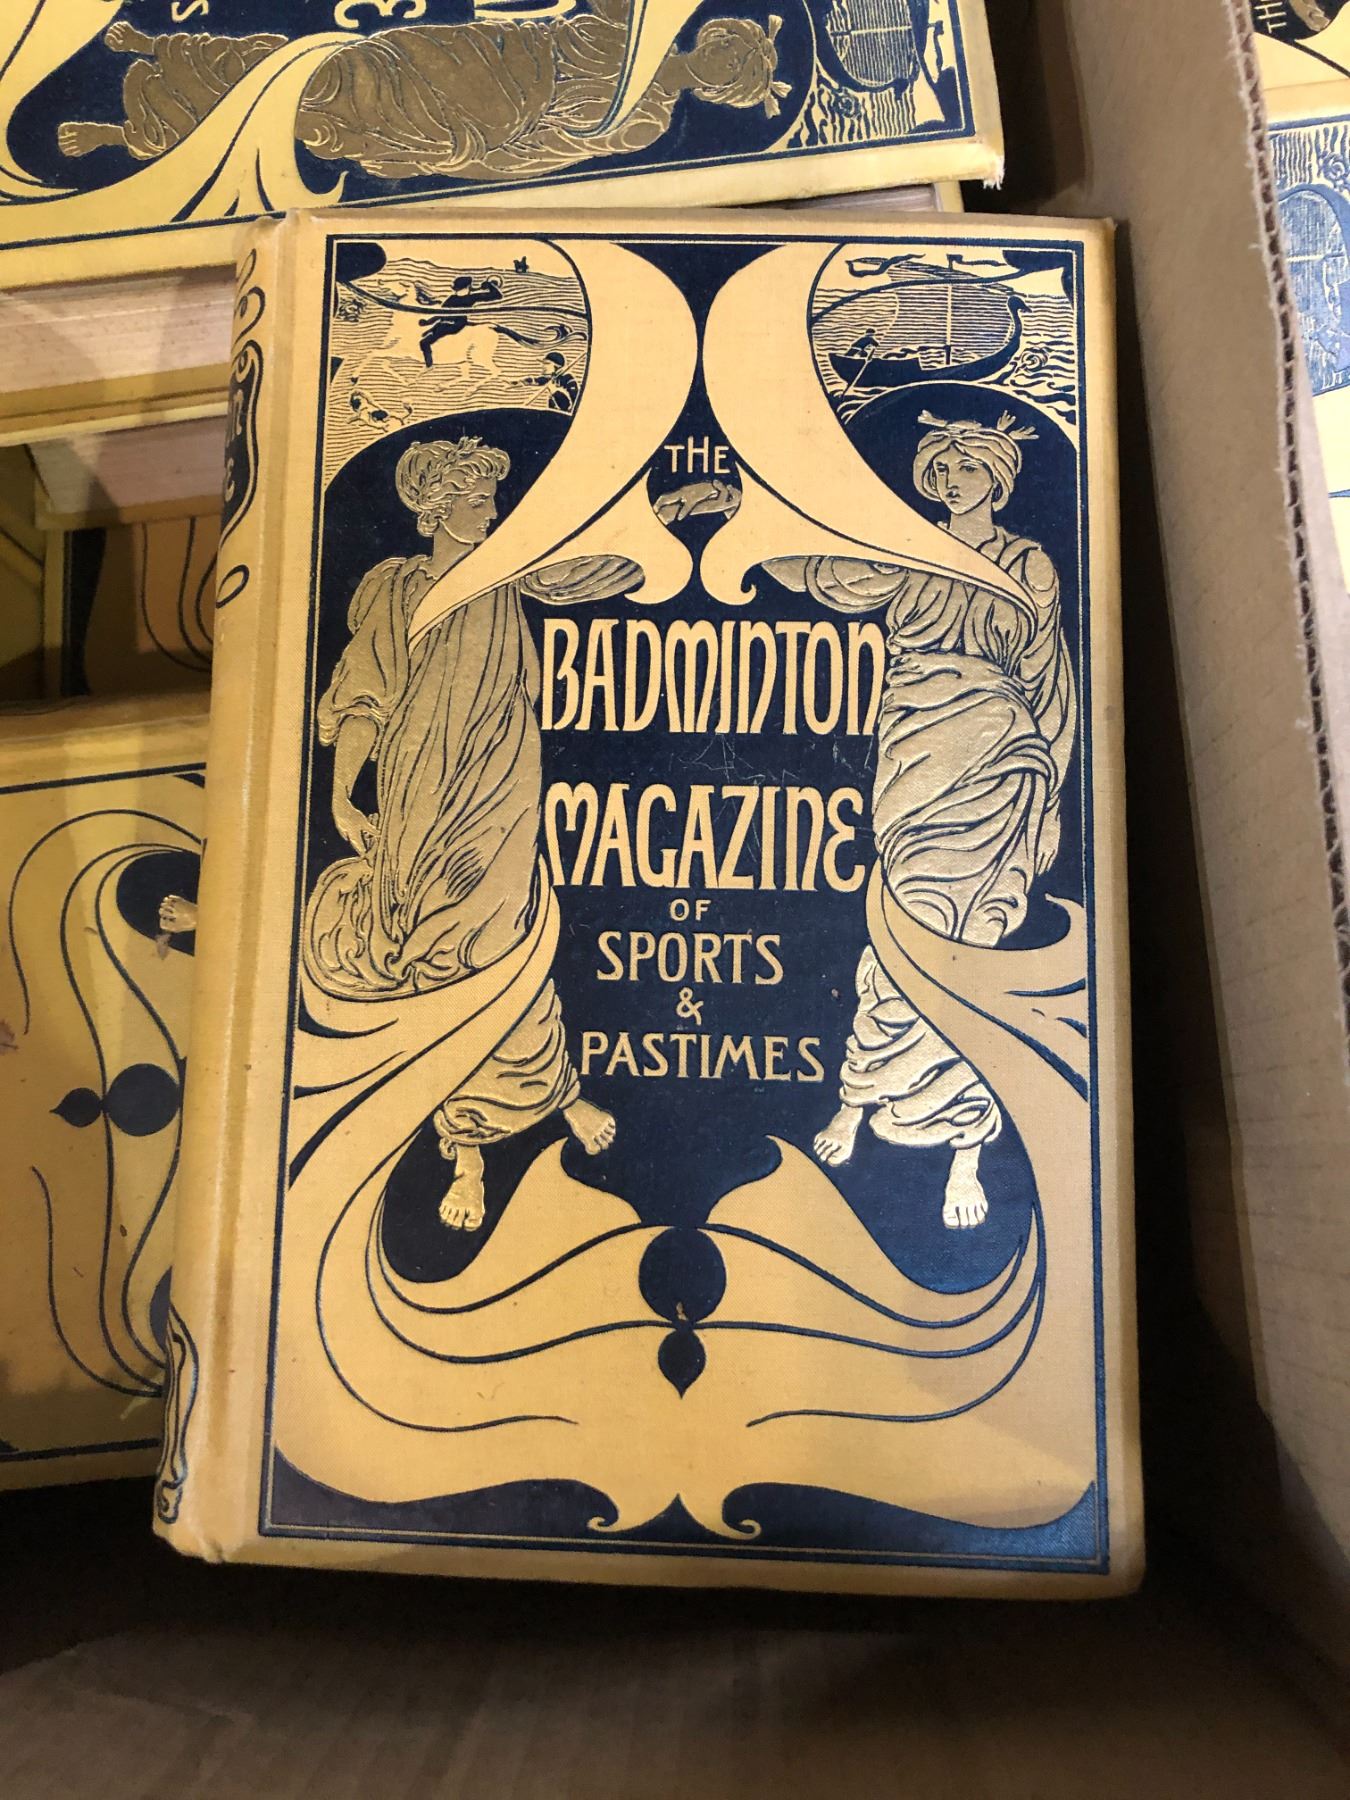 THE
BADMINTON
MAGAZINE
OF
SPORTS
&
PASTIMES